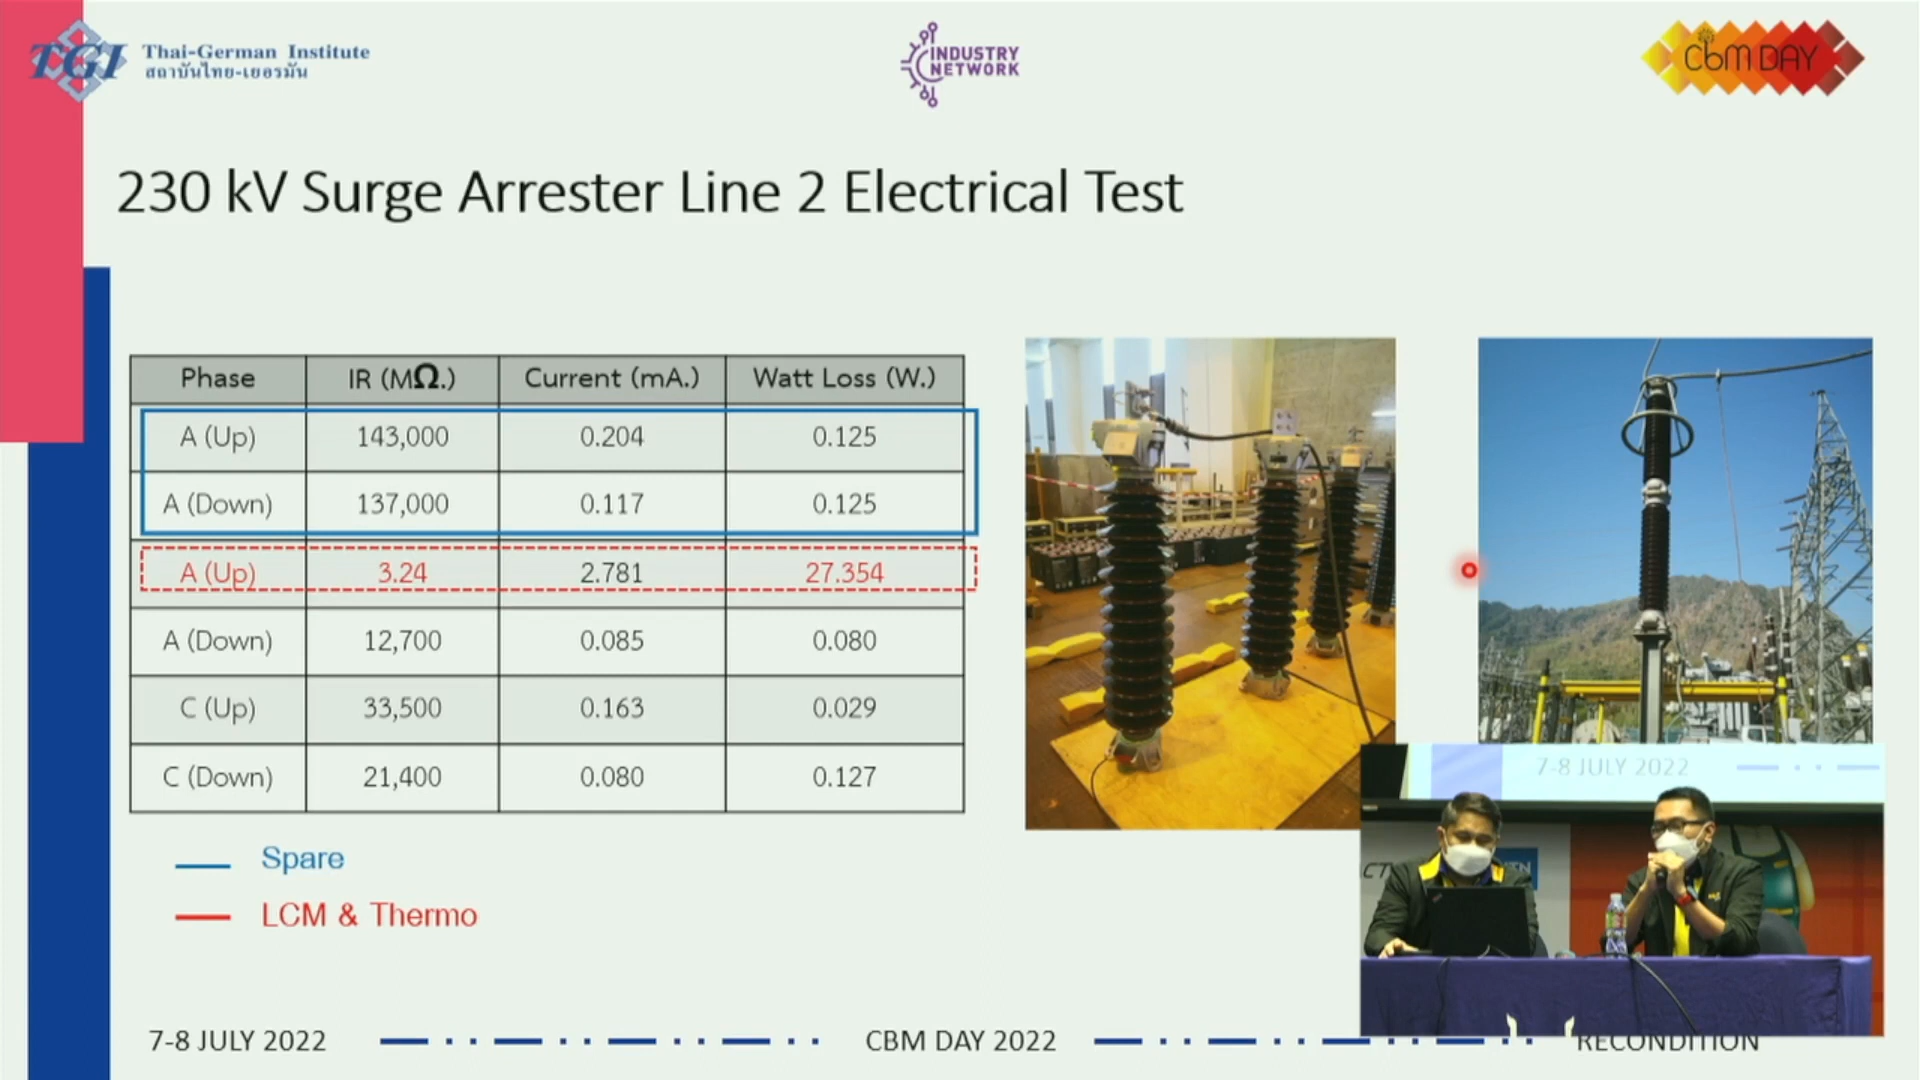 TGI Thai-German Institute
สถาบันไทย-เยอรมัน
INDUSTRY
NETWORK
CbM DAY
230 kV Surge Arrester Line 2 Electrical Test
Phase IR (MΩ.) Current (mA.) Watt Loss (W.)
A (Up) 143,000 0.204 0.125
A (Down) 137,000 0.117 0.125
A (Up) 3.24 2.781 27.354
A (Down) 12,700 0.085 0.080
C (Up) 33,500 0.163 0.029
C (Down) 21,400 0.080 0.127
Spare
LCM & Thermo
7-8 JULY 2022
7-8 JULY 2022
CBM DAY 2022
RECONDITION